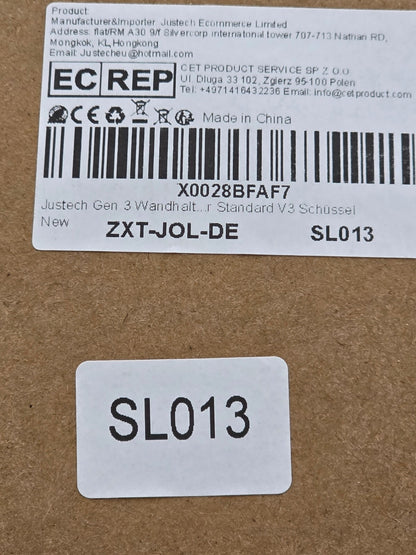 Product:
Manufacturer&Importer: Justech Ecommerce Limited
Address: flat/RM A30 9/f Silvercorp international tower 707-713 Nathan RD,
Mongkok, KL,Hongkong
Email: Justecheu@hotmail.com
EC REP
CET PRODUCT SERVICE SP. Z O.O.
Ul. Dluga 33 102, Zgierz 95-100 Polen
Tel: +4971416432236 Email: info@cetproduct.com
CE Made in China
X0028BFAF7
Justech Gen 3 Wandhalt...r Standard V3 Schüssel
New ZXT-JOL-DE SL013
SL013